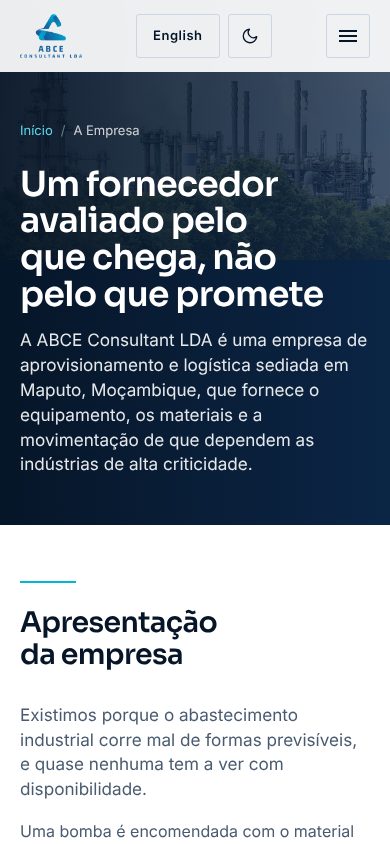 ABCE
CONSULTANT LDA
English
Início / A Empresa
Um fornecedor
avaliado pelo
que chega, não
pelo que promete
A ABCE Consultant LDA é uma empresa de
aprovisionamento e logística sediada em
Maputo, Moçambique, que fornece o
equipamento, os materiais e a
movimentação de que dependem as
indústrias de alta criticidade.
Apresentação
da empresa
Existimos porque o abastecimento
industrial corre mal de formas previsíveis,
e quase nenhuma tem a ver com
disponibilidade.
Uma bomba é encomendada com o material